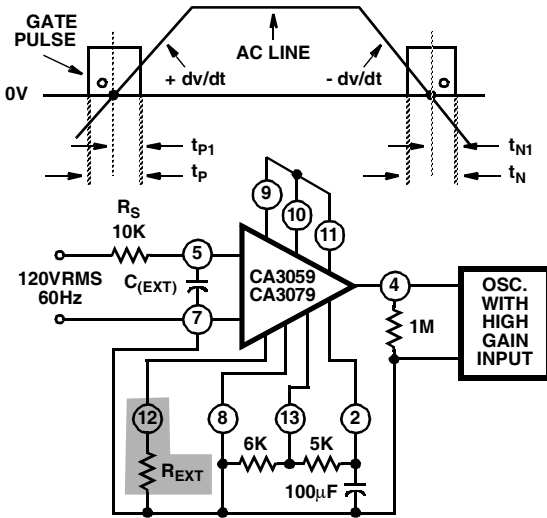 GATE
PULSE
AC LINE
+ dv/dt
- dv/dt
0V
tP1
tN1
tP
tN
RS
10K
9
10
11
5
CA3059
CA3079
4
OSC.
WITH
HIGH
GAIN
INPUT
120VRMS
60Hz
C(EXT)
7
1M
12
8
13
2
6K
5K
REXT
100μF